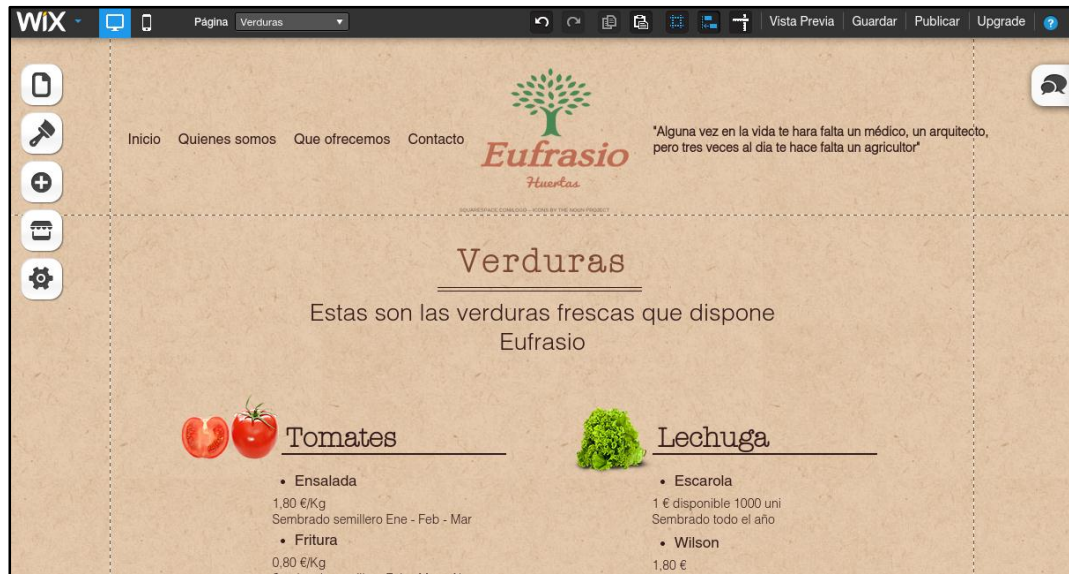 WiX
Página Verduras
Vista Previa Guardar Publicar Upgrade ?
Inicio Quienes somos Que ofrecemos Contacto
Eufrasio
Huertas
"Alguna vez en la vida te hara falta un médico, un arquitecto,
pero tres veces al dia te hace falta un agricultor"
Verduras
Estas son las verduras frescas que dispone
Eufrasio
Tomates
• Ensalada
1,80 €/Kg
Sembrado semillero Ene - Feb - Mar
• Fritura
0,80 €/Kg
Lechuga
• Escarola
1 € disponible 1000 uni
Sembrado todo el año
• Wilson
1,80 €